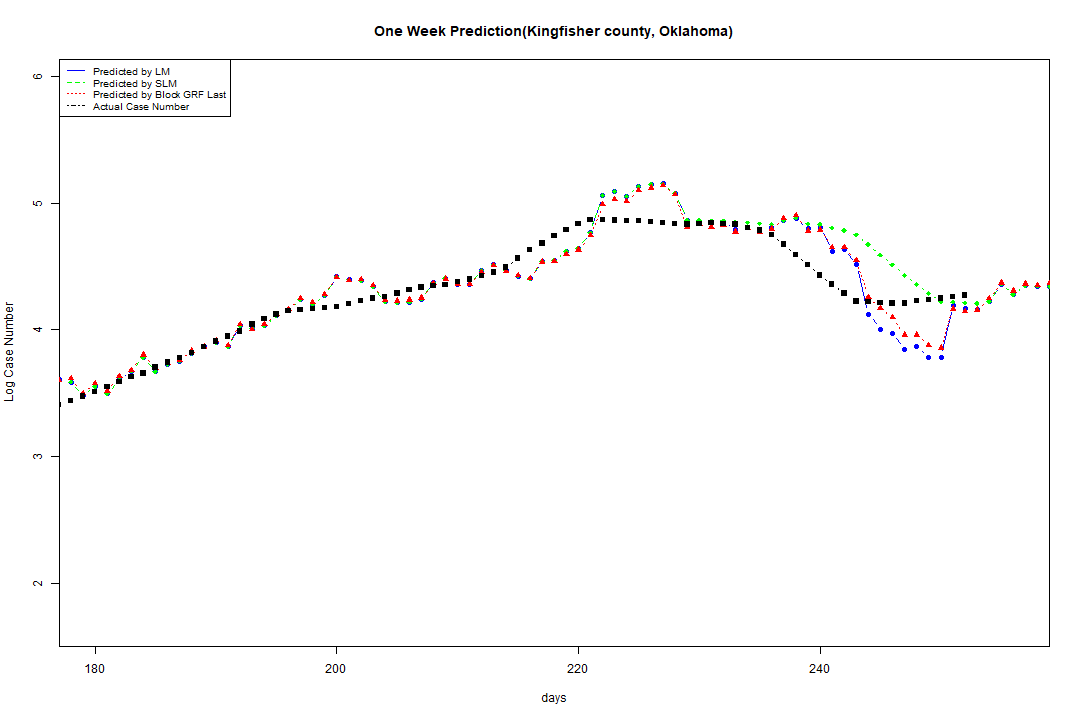 One Week Prediction(Kingfisher county, Oklahoma)
Predicted by LM
Predicted by SLM
Predicted by Block GRF Last
Actual Case Number
6
5
4
3
2
Log Case Number
180 200 220 240
days